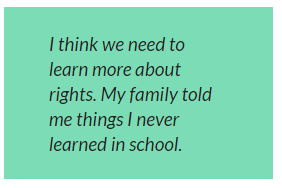 I think we need to
learn more about
rights. My family told
me things I never
learned in school.